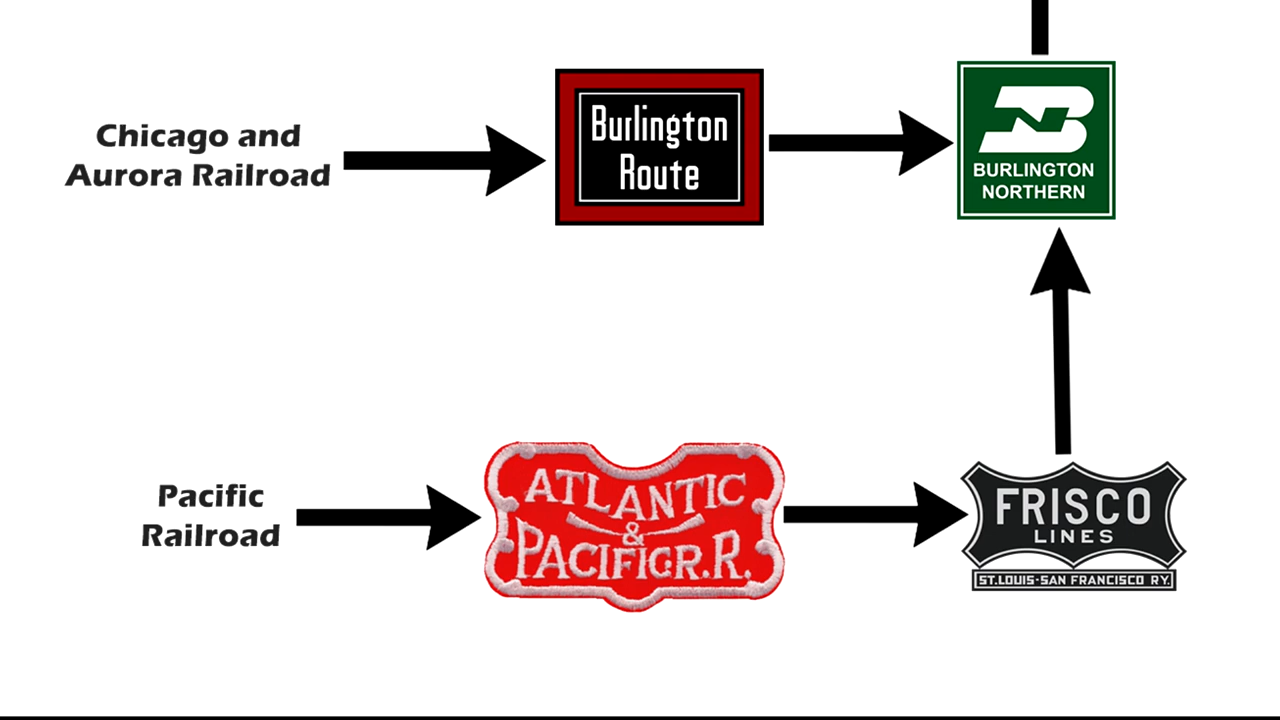 Chicago and
Aurora Railroad
Burlington
Route
BURLINGTON
NORTHERN
Pacific
Railroad
ATLANTIC
&
PACIFIC R.R.
FRISCO
LINES
ST. LOUIS-SAN FRANCISCO RY.